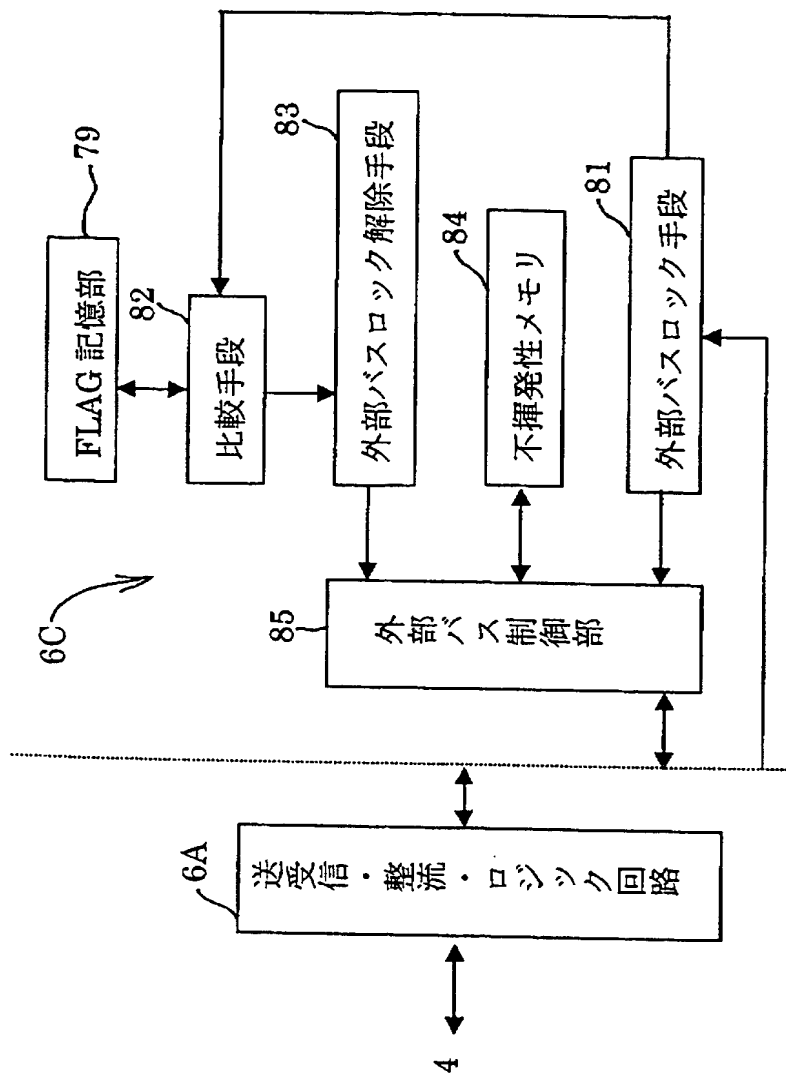 6C
79
FLAG 記憶部
82
比較手段
83
外部バスロック解除手段
84
不揮発性メモリ
81
外部バスロック手段
85
外部バス制御部
6A
送受信・整流・ロジック回路
4